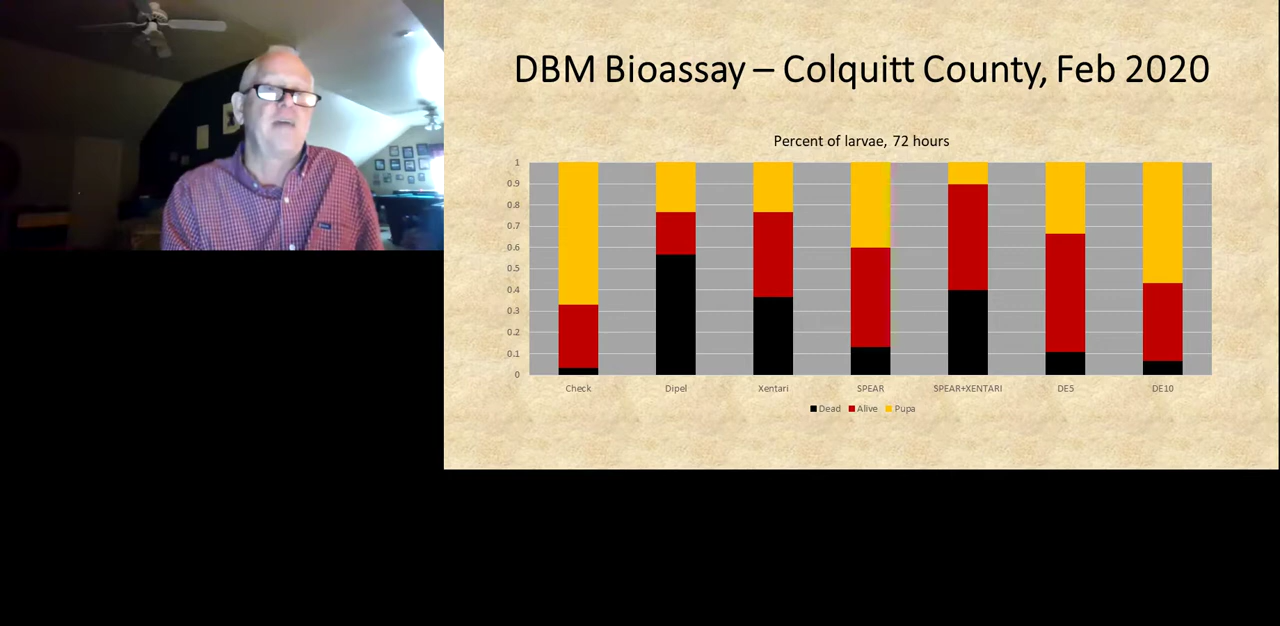 DBM Bioassay – Colquitt County, Feb 2020
Percent of larvae, 72 hours
1
0.9
0.8
0.7
0.6
0.5
0.4
0.3
0.2
0.1
0
Check Dipel Xentari SPEAR SPEAR+XENTARI DE5 DE10
Dead Alive Pupa